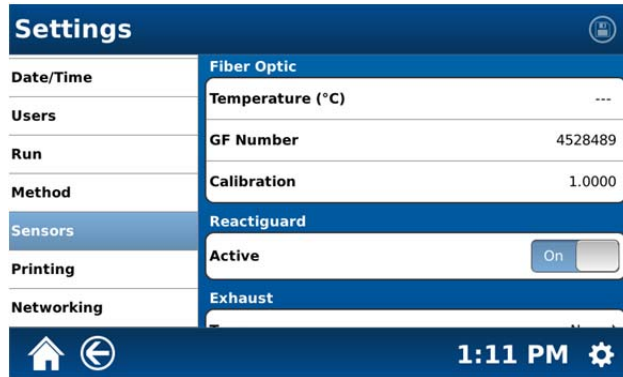 Settings
Date/Time
Users
Run
Method
Sensors
Printing
Networking
Fiber Optic
Temperature (°C) ---
GF Number 4528489
Calibration 1.0000
Reactiguard
Active On
Exhaust
1:11 PM